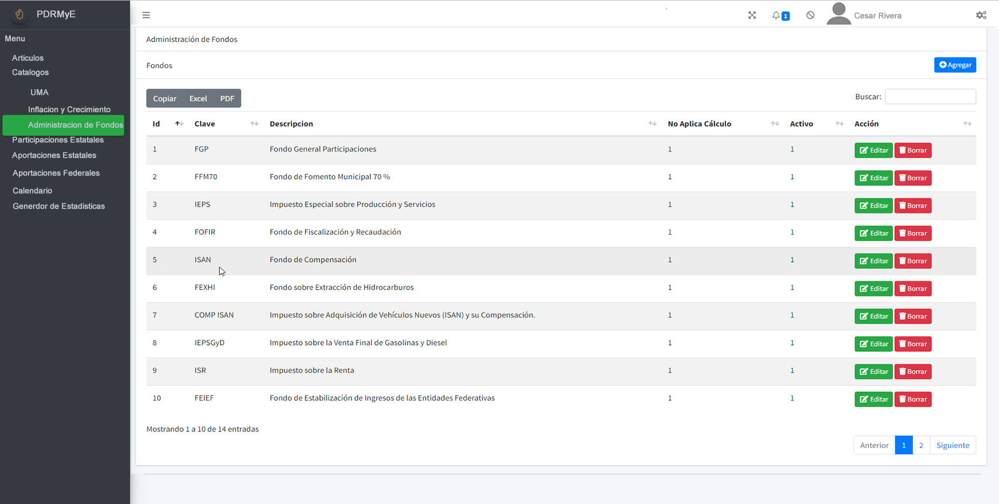 PDRMyE
Menu
Articulos
Catalogos
UMA
Inflacion y Crecimiento
Administracion de Fondos
Participaciones Estatales
Aportaciones Estatales
Aportaciones Federales
Calendario
Generdor de Estadisticas
1
Cesar Rivera
Administración de Fondos
Fondos
Agregar
Copiar Excel PDF
Buscar:
Id Clave Descripcion No Aplica Cálculo Activo Acción
1 FGP Fondo General Participaciones 1 1 Editar Borrar
2 FFM70 Fondo de Fomento Municipal 70 % 1 1 Editar Borrar
3 IEPS Impuesto Especial sobre Producción y Servicios 1 1 Editar Borrar
4 FOFIR Fondo de Fiscalización y Recaudación 1 1 Editar Borrar
5 ISAN Fondo de Compensación 1 1 Editar Borrar
6 FEXHI Fondo sobre Extracción de Hidrocarburos 1 1 Editar Borrar
7 COMP ISAN Impuesto sobre Adquisición de Vehículos Nuevos (ISAN) y su Compensación. 1 1 Editar Borrar
8 IEPSGyD Impuesto sobre la Venta Final de Gasolinas y Diesel 1 1 Editar Borrar
9 ISR Impuesto sobre la Renta 1 1 Editar Borrar
10 FEIEF Fondo de Estabilización de Ingresos de las Entidades Federativas 1 1 Editar Borrar
Mostrando 1 a 10 de 14 entradas
Anterior 1 2 Siguiente